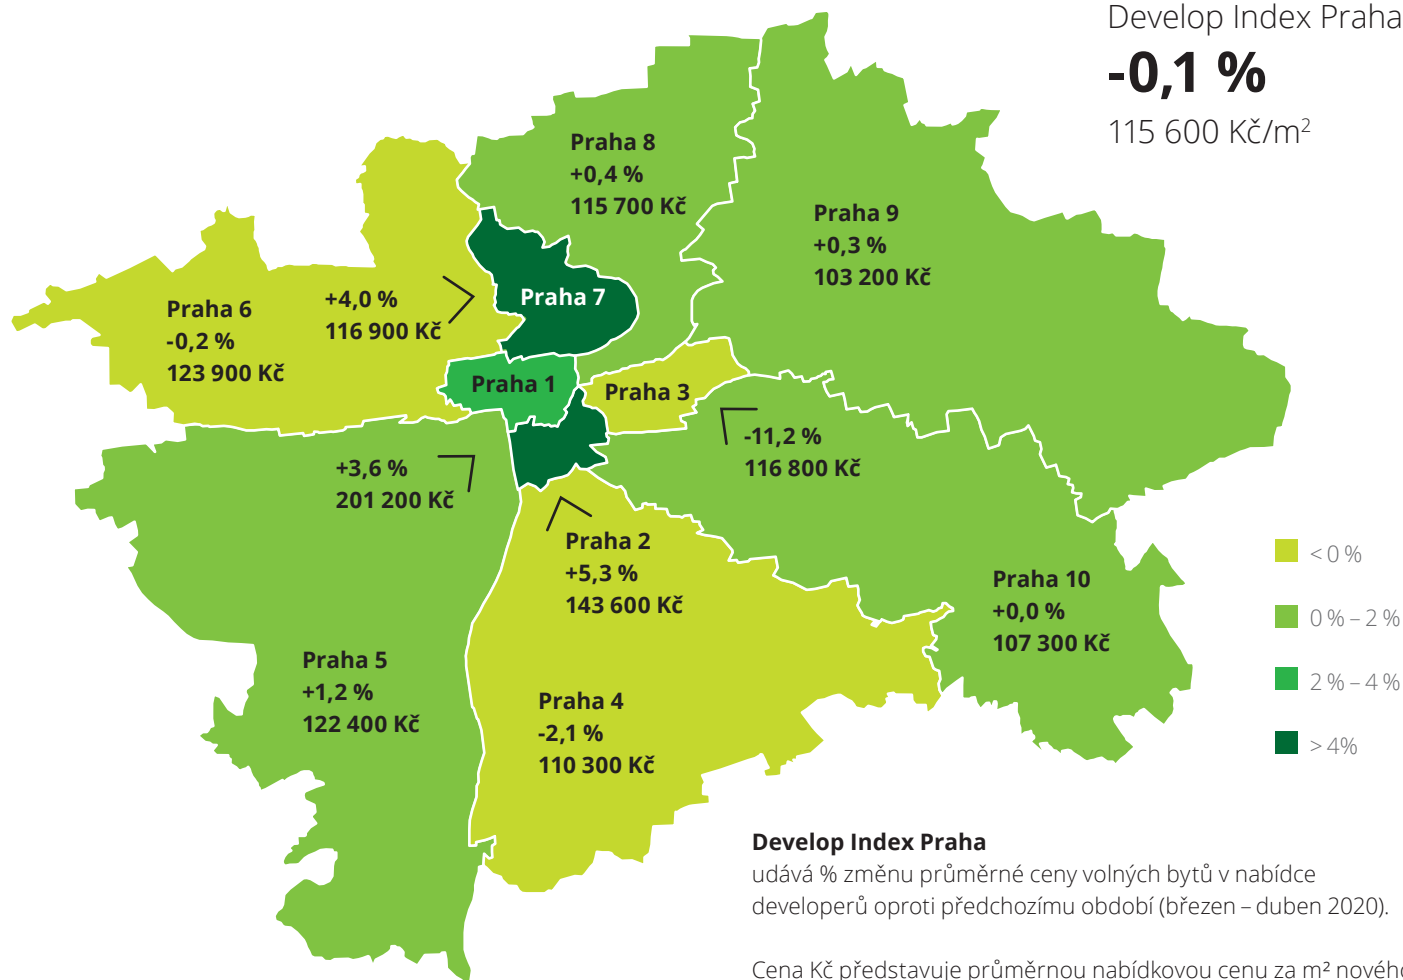 Develop Index Praha
-0,1 %
115 600 Kč/m²
Praha 8
+0,4 %
115 700 Kč
Praha 9
+0,3 %
103 200 Kč
Praha 6
-0,2 %
123 900 Kč
+4,0 %
116 900 Kč
Praha 7
Praha 1
Praha 3
-11,2 %
116 800 Kč
+3,6 %
201 200 Kč
Praha 2
+5,3 %
143 600 Kč
Praha 10
+0,0 %
107 300 Kč
Praha 5
+1,2 %
122 400 Kč
Praha 4
-2,1 %
110 300 Kč
< 0 %
0 % – 2 %
2 % – 4 %
> 4%
Develop Index Praha
udává % změnu průměrné ceny volných bytů v nabídce
developerů oproti předchozímu období (březen – duben 2020).
Cena Kč představuje průměrnou nabídkovou cenu za m² nového